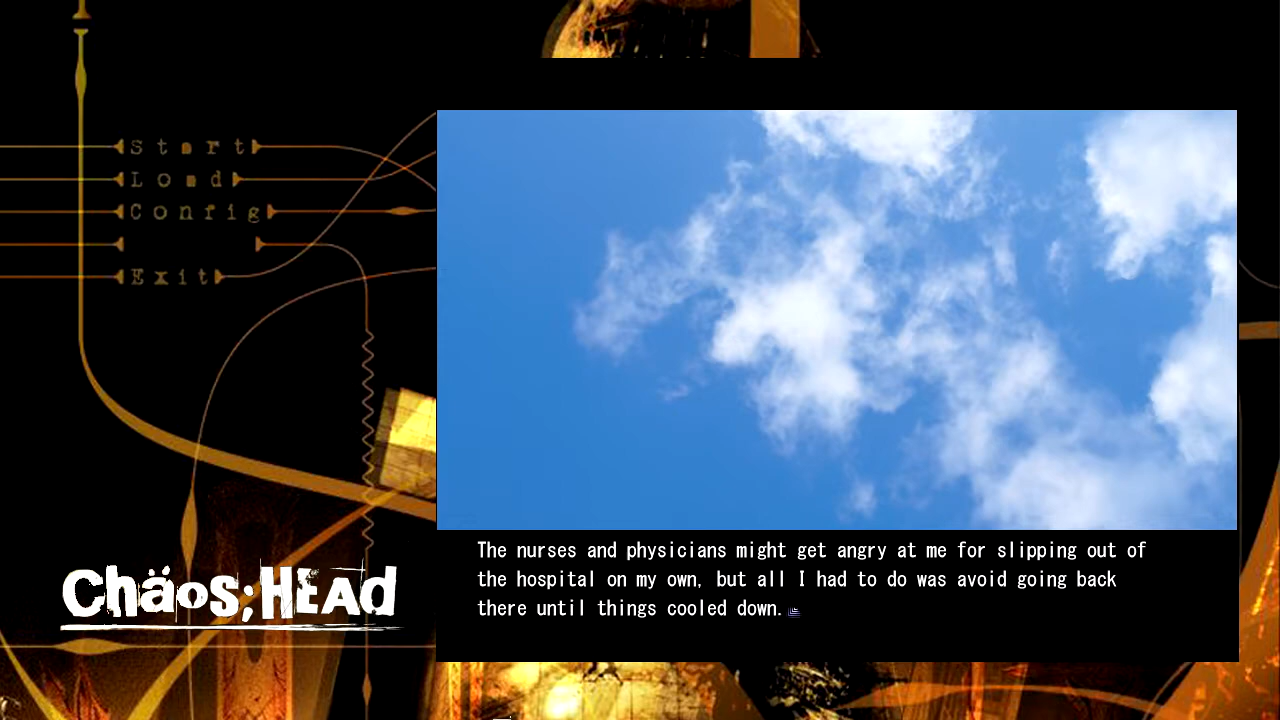 Start
Load
Config
Exit
Chäos;HEAd
The nurses and physicians might get angry at me for slipping out of
the hospital on my own, but all I had to do was avoid going back
there until things cooled down.